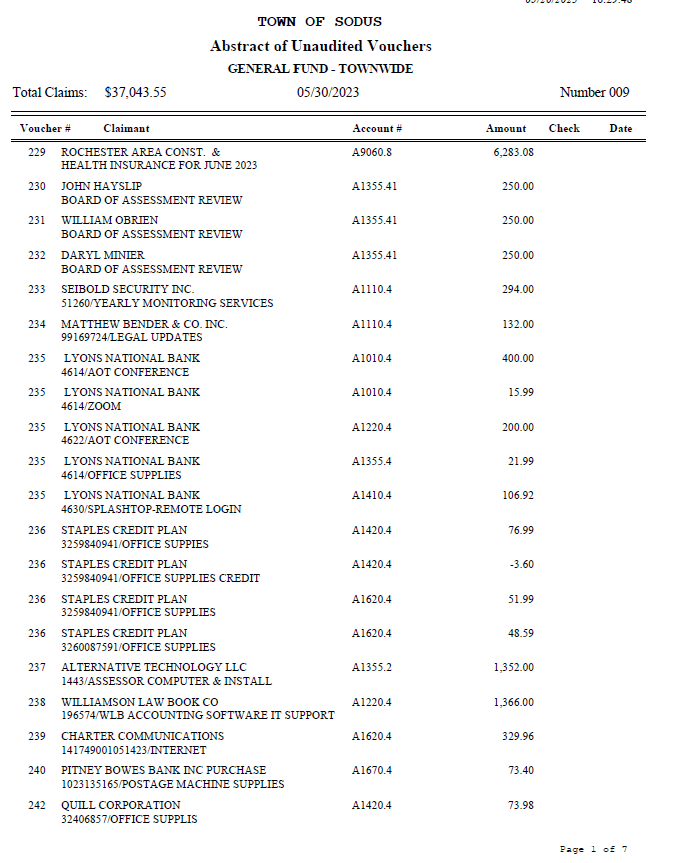 TOWN OF SODUS
Abstract of Unaudited Vouchers
GENERAL FUND - TOWNWIDE
Total Claims: $37,043.55 05/30/2023 Number 009
Voucher # Claimant Account # Amount Check Date
229 ROCHESTER AREA CONST. & A9060.8 6,283.08
HEALTH INSURANCE FOR JUNE 2023
230 JOHN HAYSLIP A1355.41 250.00
BOARD OF ASSESSMENT REVIEW
231 WILLIAM OBRIEN A1355.41 250.00
BOARD OF ASSESSMENT REVIEW
232 DARYL MINIER A1355.41 250.00
BOARD OF ASSESSMENT REVIEW
233 SEIBOLD SECURITY INC. A1110.4 294.00
51260/YEARLY MONITORING SERVICES
234 MATTHEW BENDER & CO. INC. A1110.4 132.00
99169724/LEGAL UPDATES
235 LYONS NATIONAL BANK A1010.4 400.00
4614/AOT CONFERENCE
235 LYONS NATIONAL BANK A1010.4 15.99
4614/ZOOM
235 LYONS NATIONAL BANK A1220.4 200.00
4622/AOT CONFERENCE
235 LYONS NATIONAL BANK A1355.4 21.99
4614/OFFICE SUPPLIES
235 LYONS NATIONAL BANK A1410.4 106.92
4630/SPLASHTOP-REMOTE LOGIN
236 STAPLES CREDIT PLAN A1420.4 76.99
3259840941/OFFICE SUPPIES
236 STAPLES CREDIT PLAN A1420.4 -3.60
3259840941/OFFICE SUPPLIES CREDIT
236 STAPLES CREDIT PLAN A1620.4 51.99
3259840941/OFFICE SUPPLIES
236 STAPLES CREDIT PLAN A1620.4 48.59
3260087591/OFFICE SUPPLIES
237 ALTERNATIVE TECHNOLOGY LLC A1355.2 1,352.00
1443/ASSESSOR COMPUTER & INSTALL
238 WILLIAMSON LAW BOOK CO A1220.4 1,366.00
196574/WLB ACCOUNTING SOFTWARE IT SUPPORT
239 CHARTER COMMUNICATIONS A1620.4 329.96
141749001051423/INTERNET
240 PITNEY BOWES BANK INC PURCHASE A1670.4 73.40
1023135165/POSTAGE MACHINE SUPPLIES
242 QUILL CORPORATION A1420.4 73.98
32406857/OFFICE SUPPLIS
Page 1 of 7